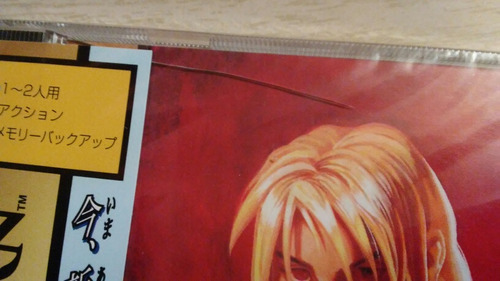 1～2人用
アクション
メモリーバックアップ
TM
今、
いま